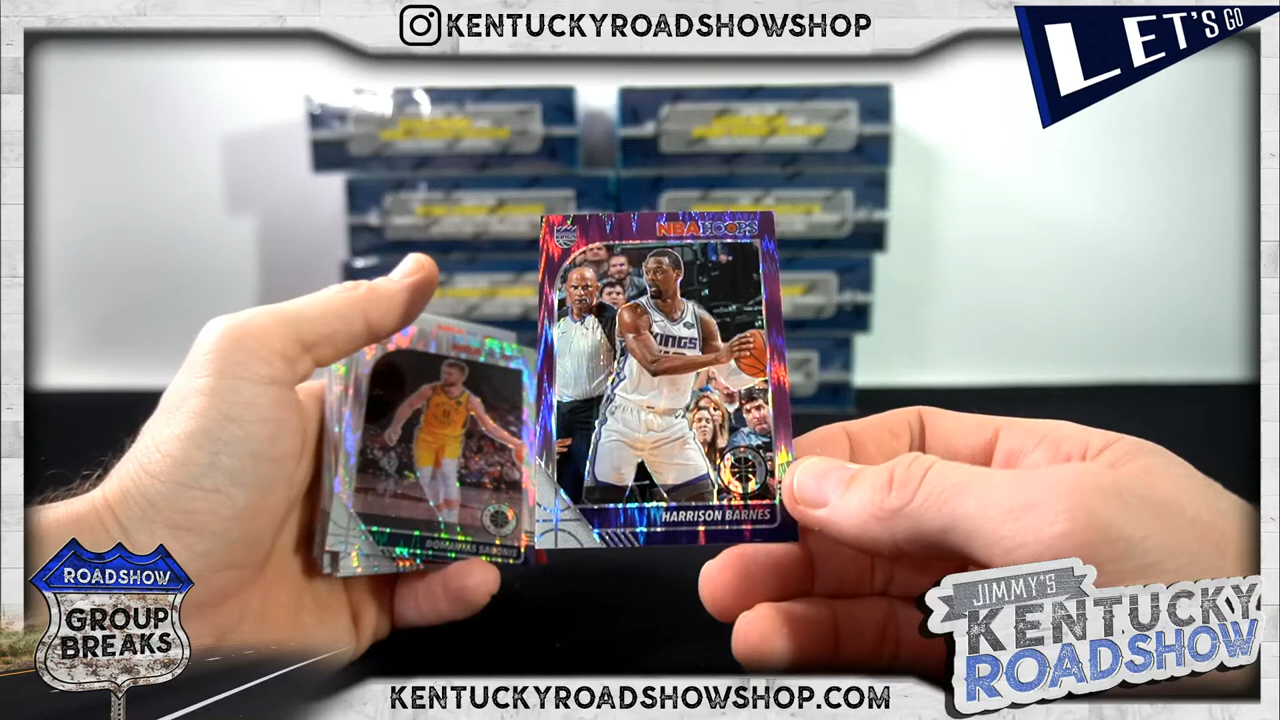 KENTUCKYROADSHOWSHOP
LET'S GO
NBA HOOPS
KINGS
HARRISON BARNES
DOMANTAS SABONIS
ROADSHOW
GROUP
BREAKS
JIMMY'S
KENTUCKY
ROADSHOW
KENTUCKYROADSHOWSHOP.COM